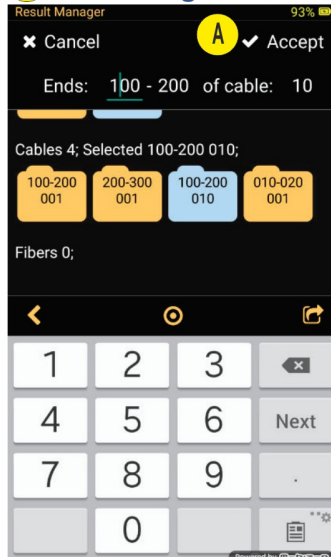 Result Manager 93%
✖ Cancel A ✔ Accept
Ends: 100 - 200 of cable: 10
Cables 4; Selected 100-200 010;
100-200 200-300 100-200 010-020
001 001 010 001
Fibers 0;
1 2 3
4 5 6 Next
7 8 9 .
0
Powered by